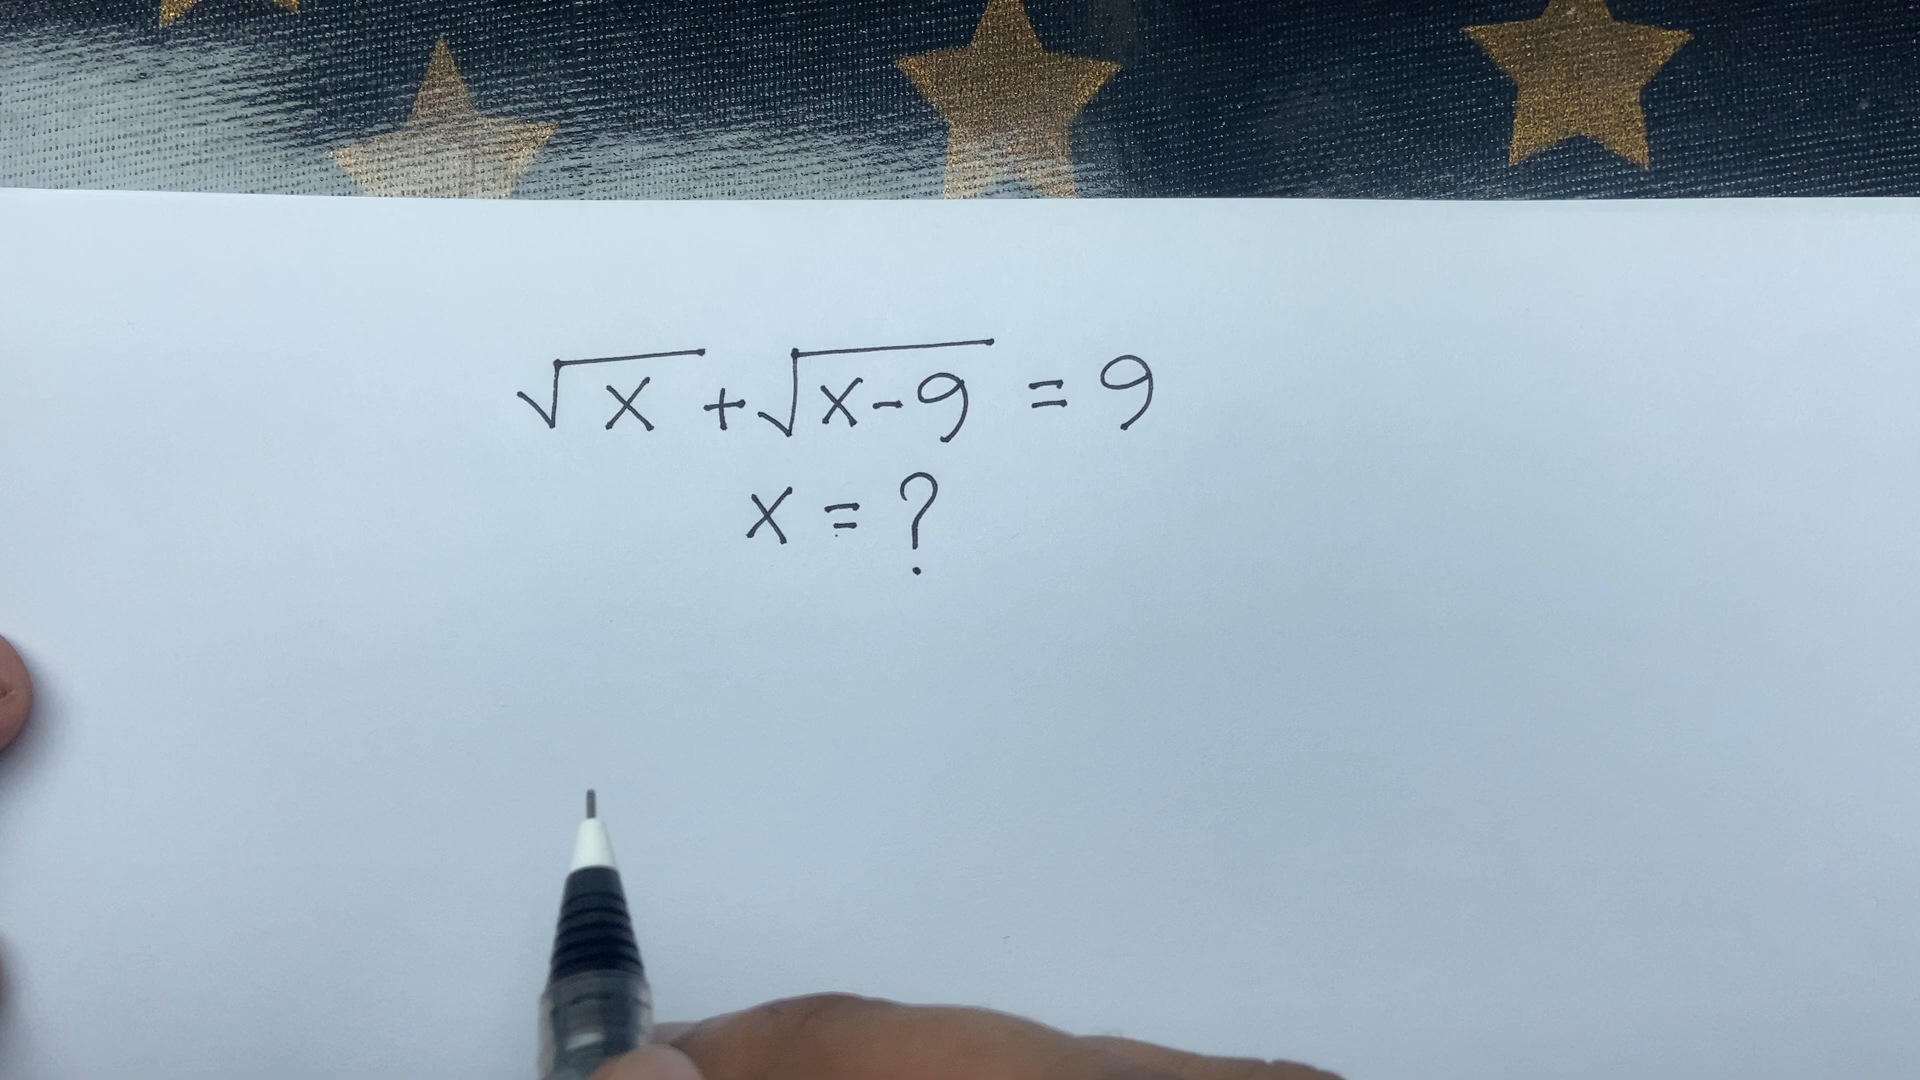 √x + √x-9 = 9
x = ?